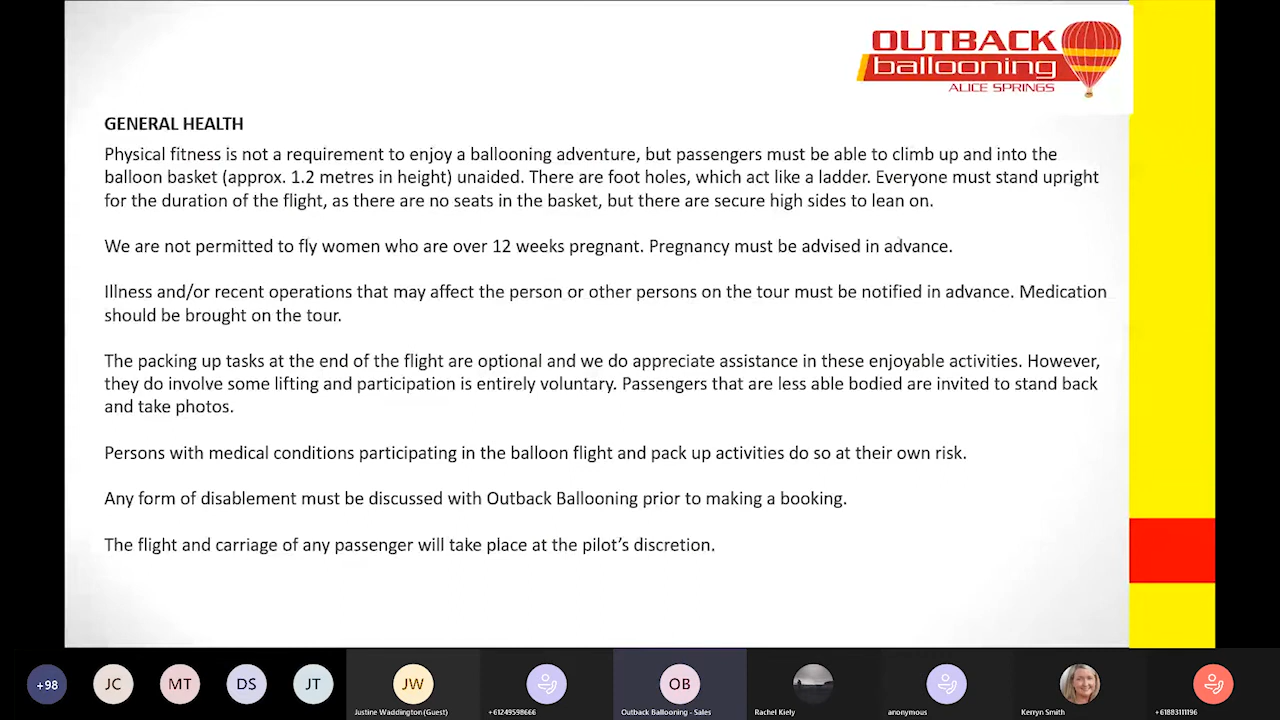 OUTBACK
ballooning
ALICE SPRINGS
GENERAL HEALTH
Physical fitness is not a requirement to enjoy a ballooning adventure, but passengers must be able to climb up and into the
balloon basket (approx. 1.2 metres in height) unaided. There are foot holes, which act like a ladder. Everyone must stand upright
for the duration of the flight, as there are no seats in the basket, but there are secure high sides to lean on.
We are not permitted to fly women who are over 12 weeks pregnant. Pregnancy must be advised in advance.
Illness and/or recent operations that may affect the person or other persons on the tour must be notified in advance. Medication
should be brought on the tour.
The packing up tasks at the end of the flight are optional and we do appreciate assistance in these enjoyable activities. However,
they do involve some lifting and participation is entirely voluntary. Passengers that are less able bodied are invited to stand back
and take photos.
Persons with medical conditions participating in the balloon flight and pack up activities do so at their own risk.
Any form of disablement must be discussed with Outback Ballooning prior to making a booking.
The flight and carriage of any passenger will take place at the pilot's discretion.
+98 JC MT DS JT JW OB
Justine Waddington (Guest) +61249598666 Outback Ballooning - Sales Rachel Kiely anonymous Kerryn Smith +61883111196